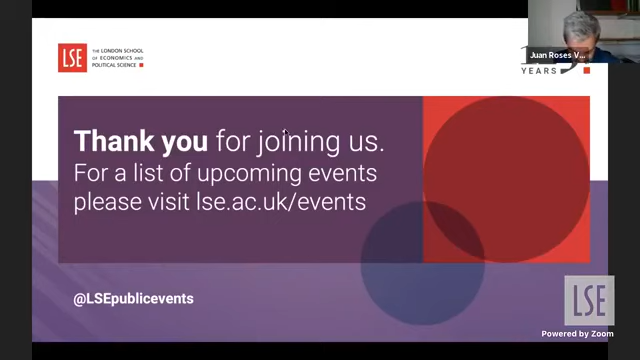 LSE THE LONDON SCHOOL
OF ECONOMICS AND
POLITICAL SCIENCE
Juan Roses V...
YEARS
Thank you for joining us.
For a list of upcoming events
please visit lse.ac.uk/events
@LSEpublicevents
LSE
Powered by Zoom